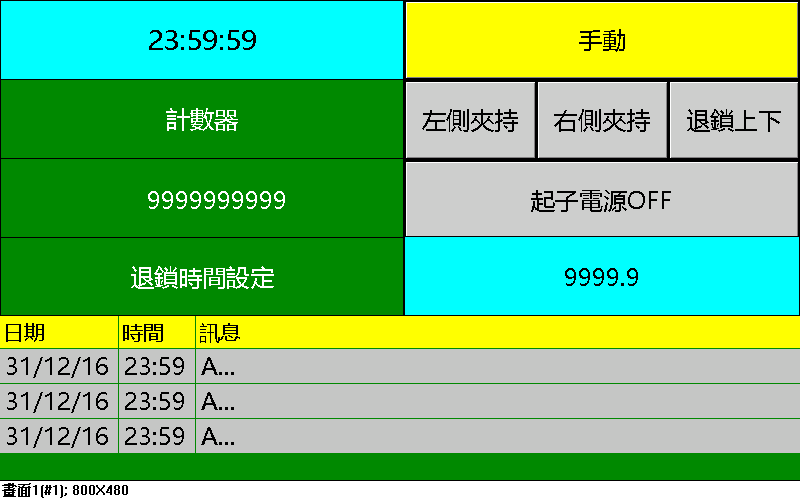 23:59:59 手動
計數器 左側夾持 右側夾持 退鎖上下
9999999999 起子電源OFF
退鎖時間設定 9999.9
日期 時間 訊息
31/12/16 23:59 A...
31/12/16 23:59 A...
31/12/16 23:59 A...
畫面1(#1); 800X480